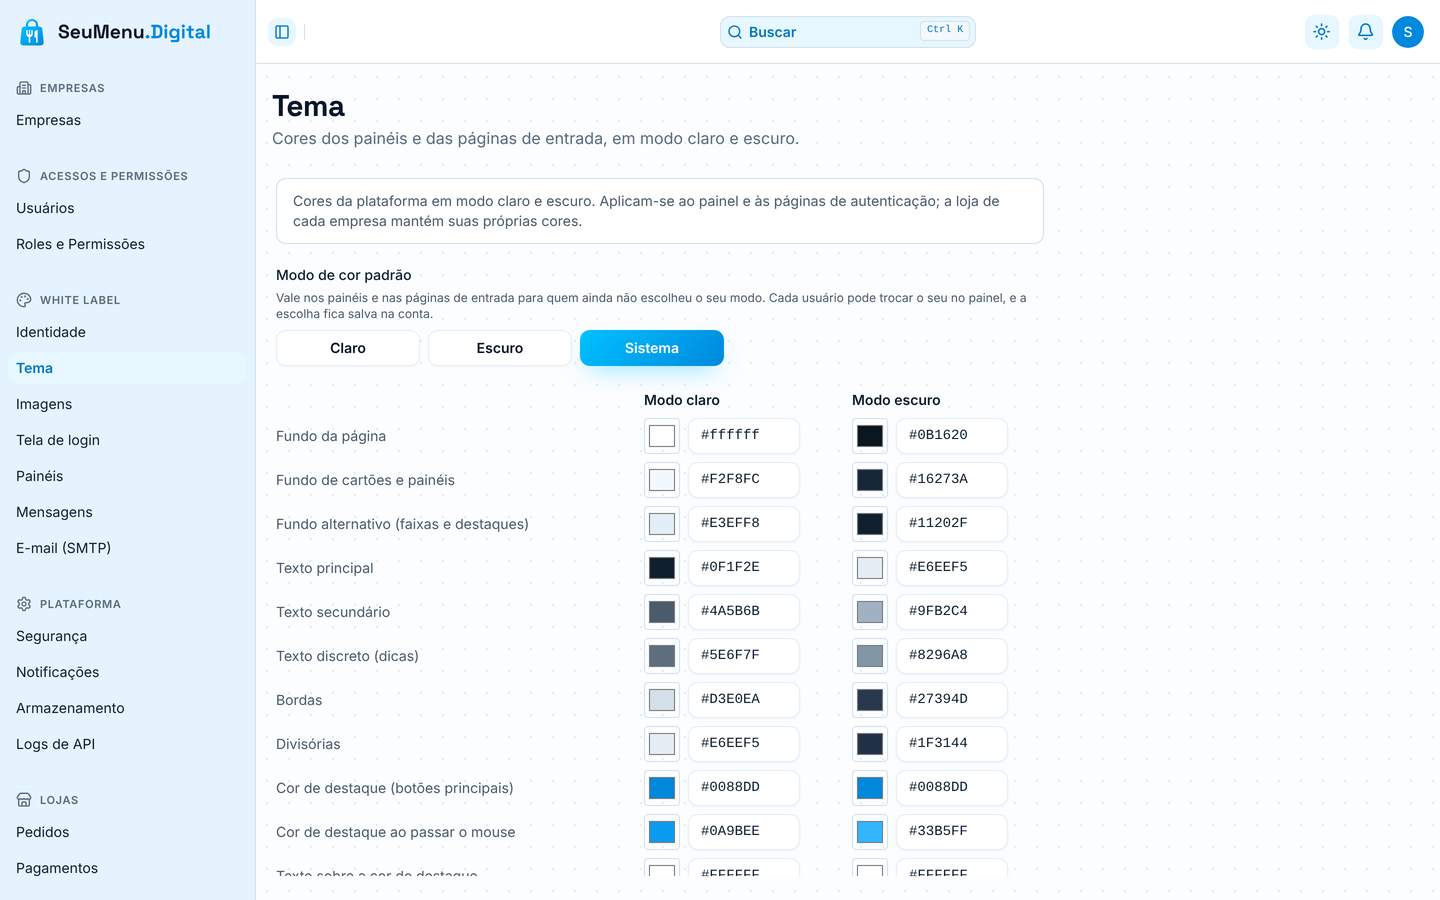 SeuMenu.Digital
Buscar
Ctrl K
S
EMPRESAS
Empresas
ACESSOS E PERMISSÕES
Usuários
Roles e Permissões
WHITE LABEL
Identidade
Tema
Imagens
Tela de login
Painéis
Mensagens
E-mail (SMTP)
PLATAFORMA
Segurança
Notificações
Armazenamento
Logs de API
LOJAS
Pedidos
Pagamentos
Tema
Cores dos painéis e das páginas de entrada, em modo claro e escuro.
Cores da plataforma em modo claro e escuro. Aplicam-se ao painel e às páginas de autenticação; a loja de
cada empresa mantém suas próprias cores.
Modo de cor padrão
Vale nos painéis e nas páginas de entrada para quem ainda não escolheu o seu modo. Cada usuário pode trocar o seu no painel, e a
escolha fica salva na conta.
Claro Escuro Sistema
Modo claro Modo escuro
Fundo da página #ffffff #0B1620
Fundo de cartões e painéis #F2F8FC #16273A
Fundo alternativo (faixas e destaques) #E3EFF8 #11202F
Texto principal #0F1F2E #E6EEF5
Texto secundário #4A5B6B #9FB2C4
Texto discreto (dicas) #5E6F7F #8296A8
Bordas #D3E0EA #27394D
Divisórias #E6EEF5 #1F3144
Cor de destaque (botões principais) #0088DD #0088DD
Cor de destaque ao passar o mouse #0A9BEE #33B5FF
Texto sobre a cor de destaque #FFFFFF #FFFFFF